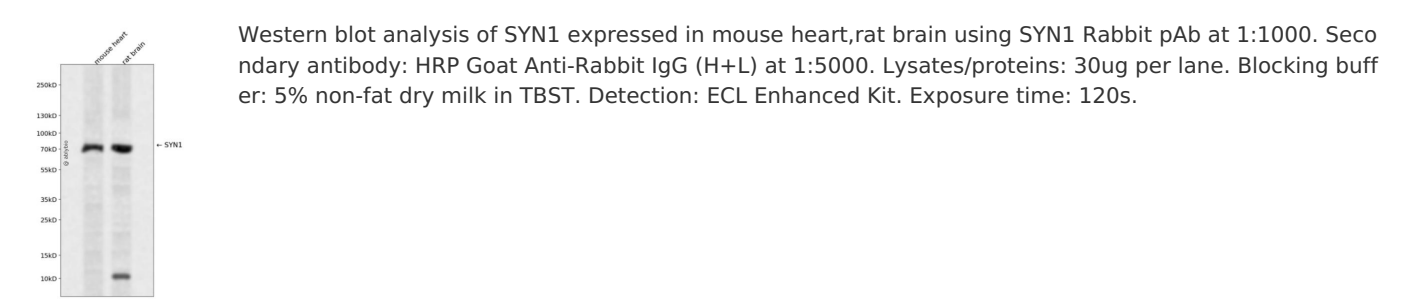 mouse heart
rat brain
250kD
130kD
100kD
70kD
55kD
35kD
25kD
15kD
10kD
← SYN1
Western blot analysis of SYN1 expressed in mouse heart,rat brain using SYN1 Rabbit pAb at 1:1000. Seco
ndary antibody: HRP Goat Anti-Rabbit IgG (H+L) at 1:5000. Lysates/proteins: 30ug per lane. Blocking buff
er: 5% non-fat dry milk in TBST. Detection: ECL Enhanced Kit. Exposure time: 120s.